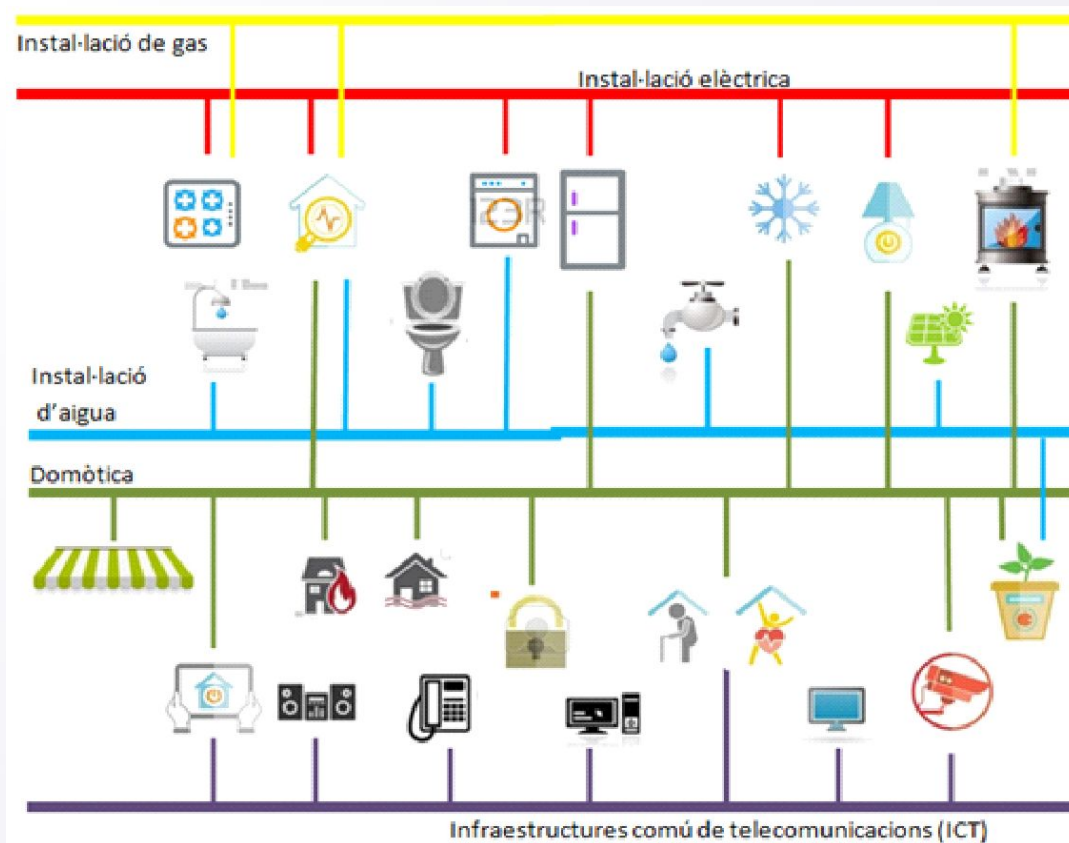 Instal·lació de gas
Instal·lació elèctrica
Instal·lació
d'aigua
Domòtica
Infraestructures comú de telecomunicacions (ICT)